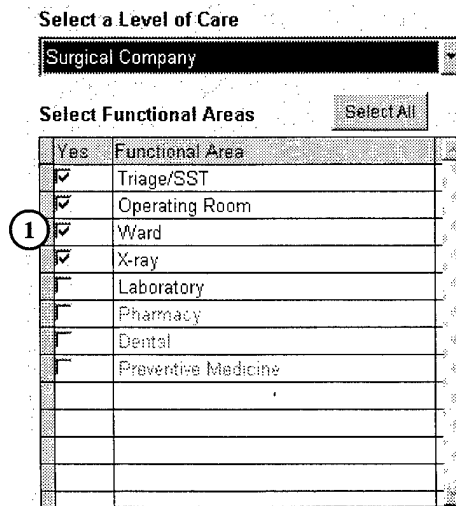 Select a Level of Care
Surgical Company
Select Functional Areas
Select All
Yes Functional Area
Triage/SST
Operating Room
1
Ward
X-ray
Laboratory
Pharmacy
Dental
Preventive Medicine